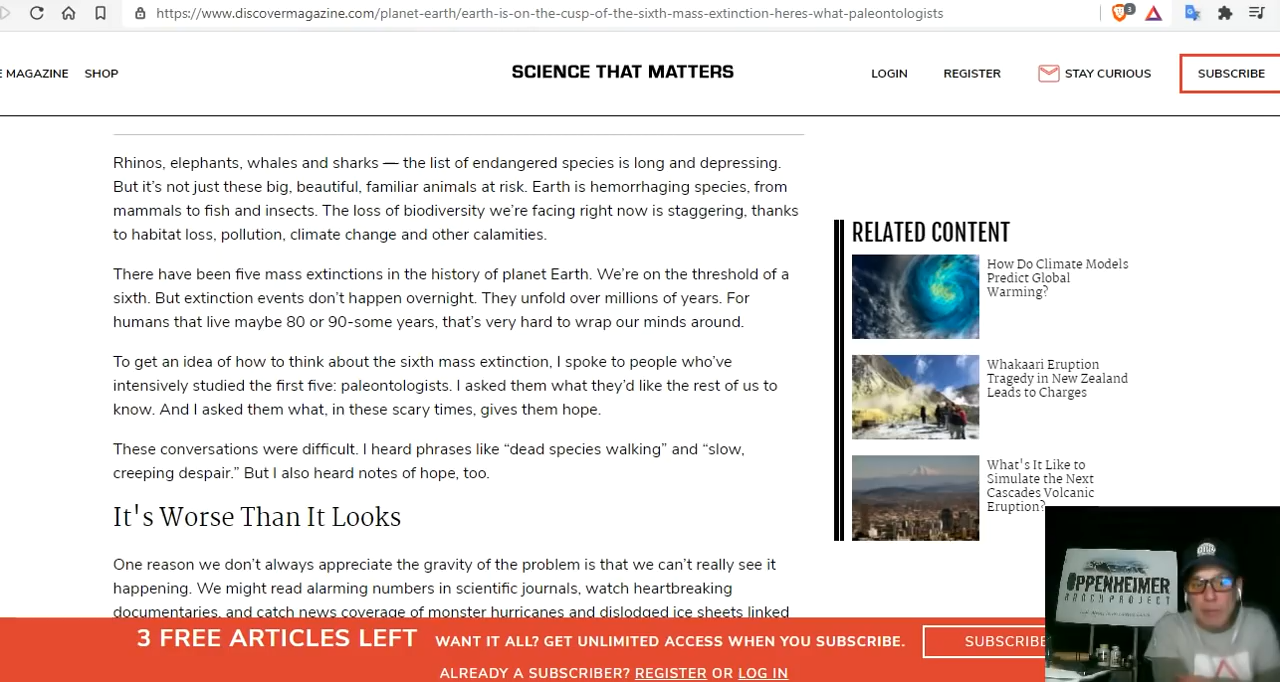 https://www.discovermagazine.com/planet-earth/earth-is-on-the-cusp-of-the-sixth-mass-extinction-heres-what-paleontologists
3
E MAGAZINE SHOP
SCIENCE THAT MATTERS
LOGIN REGISTER STAY CURIOUS SUBSCRIBE
Rhinos, elephants, whales and sharks — the list of endangered species is long and depressing.
But it’s not just these big, beautiful, familiar animals at risk. Earth is hemorrhaging species, from
mammals to fish and insects. The loss of biodiversity we’re facing right now is staggering, thanks
to habitat loss, pollution, climate change and other calamities.
There have been five mass extinctions in the history of planet Earth. We’re on the threshold of a
sixth. But extinction events don’t happen overnight. They unfold over millions of years. For
humans that live maybe 80 or 90-some years, that’s very hard to wrap our minds around.
To get an idea of how to think about the sixth mass extinction, I spoke to people who’ve
intensively studied the first five: paleontologists. I asked them what they’d like the rest of us to
know. And I asked them what, in these scary times, gives them hope.
These conversations were difficult. I heard phrases like “dead species walking” and “slow,
creeping despair.” But I also heard notes of hope, too.
It's Worse Than It Looks
One reason we don’t always appreciate the gravity of the problem is that we can’t really see it
happening. We might read alarming numbers in scientific journals, watch heartbreaking
documentaries, and catch news coverage of monster hurricanes and dislodged ice sheets linked
RELATED CONTENT
How Do Climate Models
Predict Global
Warming?
Whakaari Eruption
Tragedy in New Zealand
Leads to Charges
What's It Like to
Simulate the Next
Cascades Volcanic
Eruption?
3 FREE ARTICLES LEFT WANT IT ALL? GET UNLIMITED ACCESS WHEN YOU SUBSCRIBE. SUBSCRIBE
ALREADY A SUBSCRIBER? REGISTER OR LOG IN
OPPENHEIMER
RANCH PROJECT